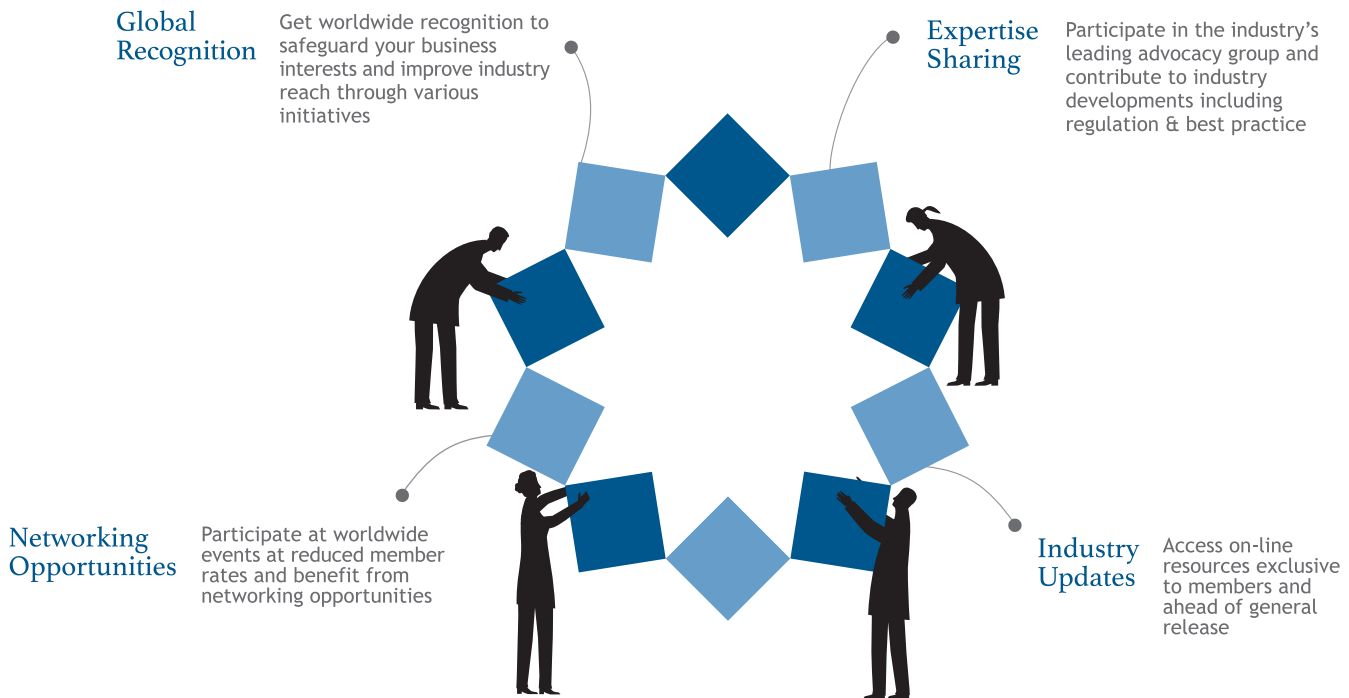 Global
Recognition
Get worldwide recognition to
safeguard your business
interests and improve industry
reach through various
initiatives
Expertise
Sharing
Participate in the industry’s
leading advocacy group and
contribute to industry
developments including
regulation & best practice
Networking
Opportunities
Participate at worldwide
events at reduced member
rates and benefit from
networking opportunities
Industry
Updates
Access on-line
resources exclusive
to members and
ahead of general
release